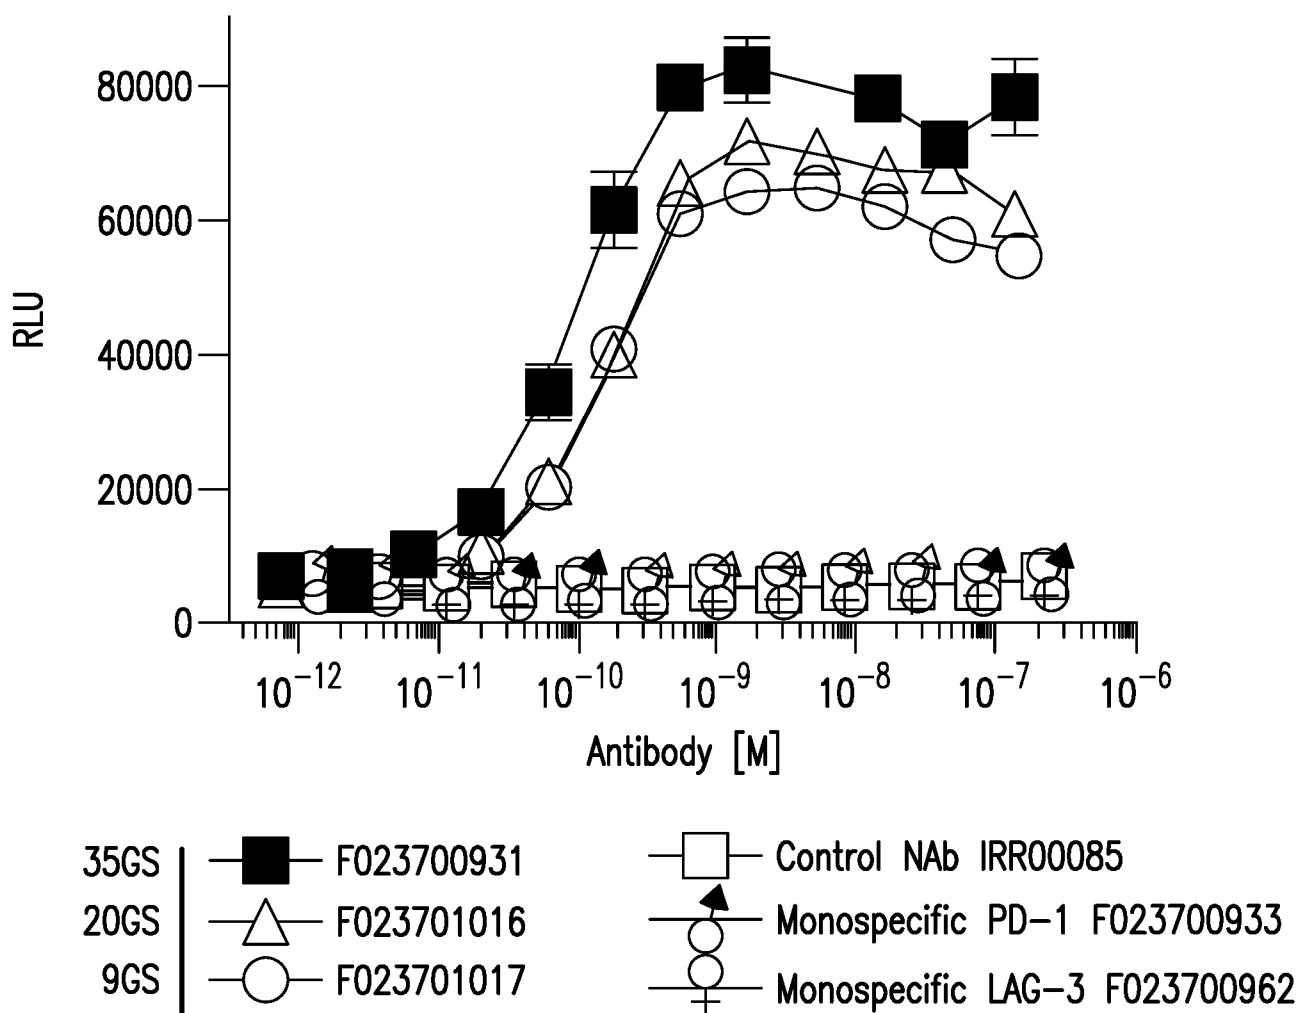 80000
60000
40000
20000
0
RLU
10-12
10-11
10-10
10-9
10-8
10-7
10-6
Antibody [M]
35GS F023700931
20GS F023701016
9GS F023701017
Control NAb IRR00085
Monospecific PD-1 F023700933
Monospecific LAG-3 F023700962